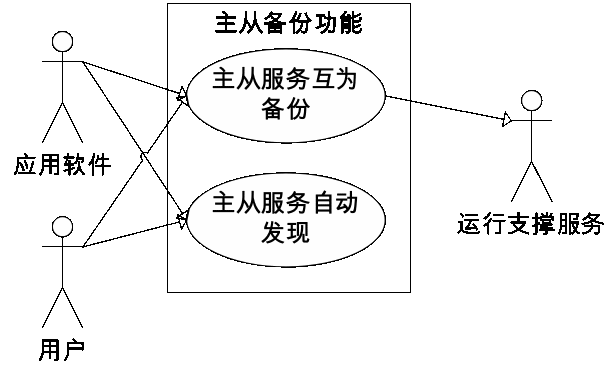 主从备份功能
主从服务互为
备份
应用软件
主从服务自动
发现
运行支撑服务
用户